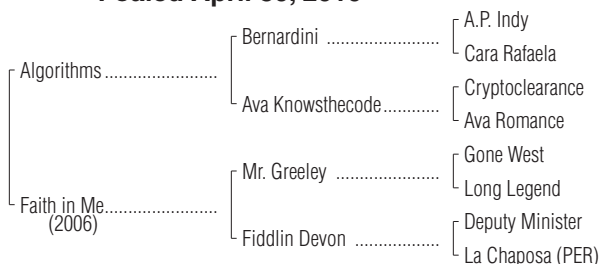 Foaled April
A.P. Indy
Bernardini ........................
Cara Rafaela
Algorithms ........................
Cryptoclearance
Ava Knowsthecode............
Ava Romance
Gone West
Mr. Greeley ......................
Long Legend
Faith in Me........................
(2006)
Deputy Minister
Fiddlin Devon ..................
La Chaposa (PER)